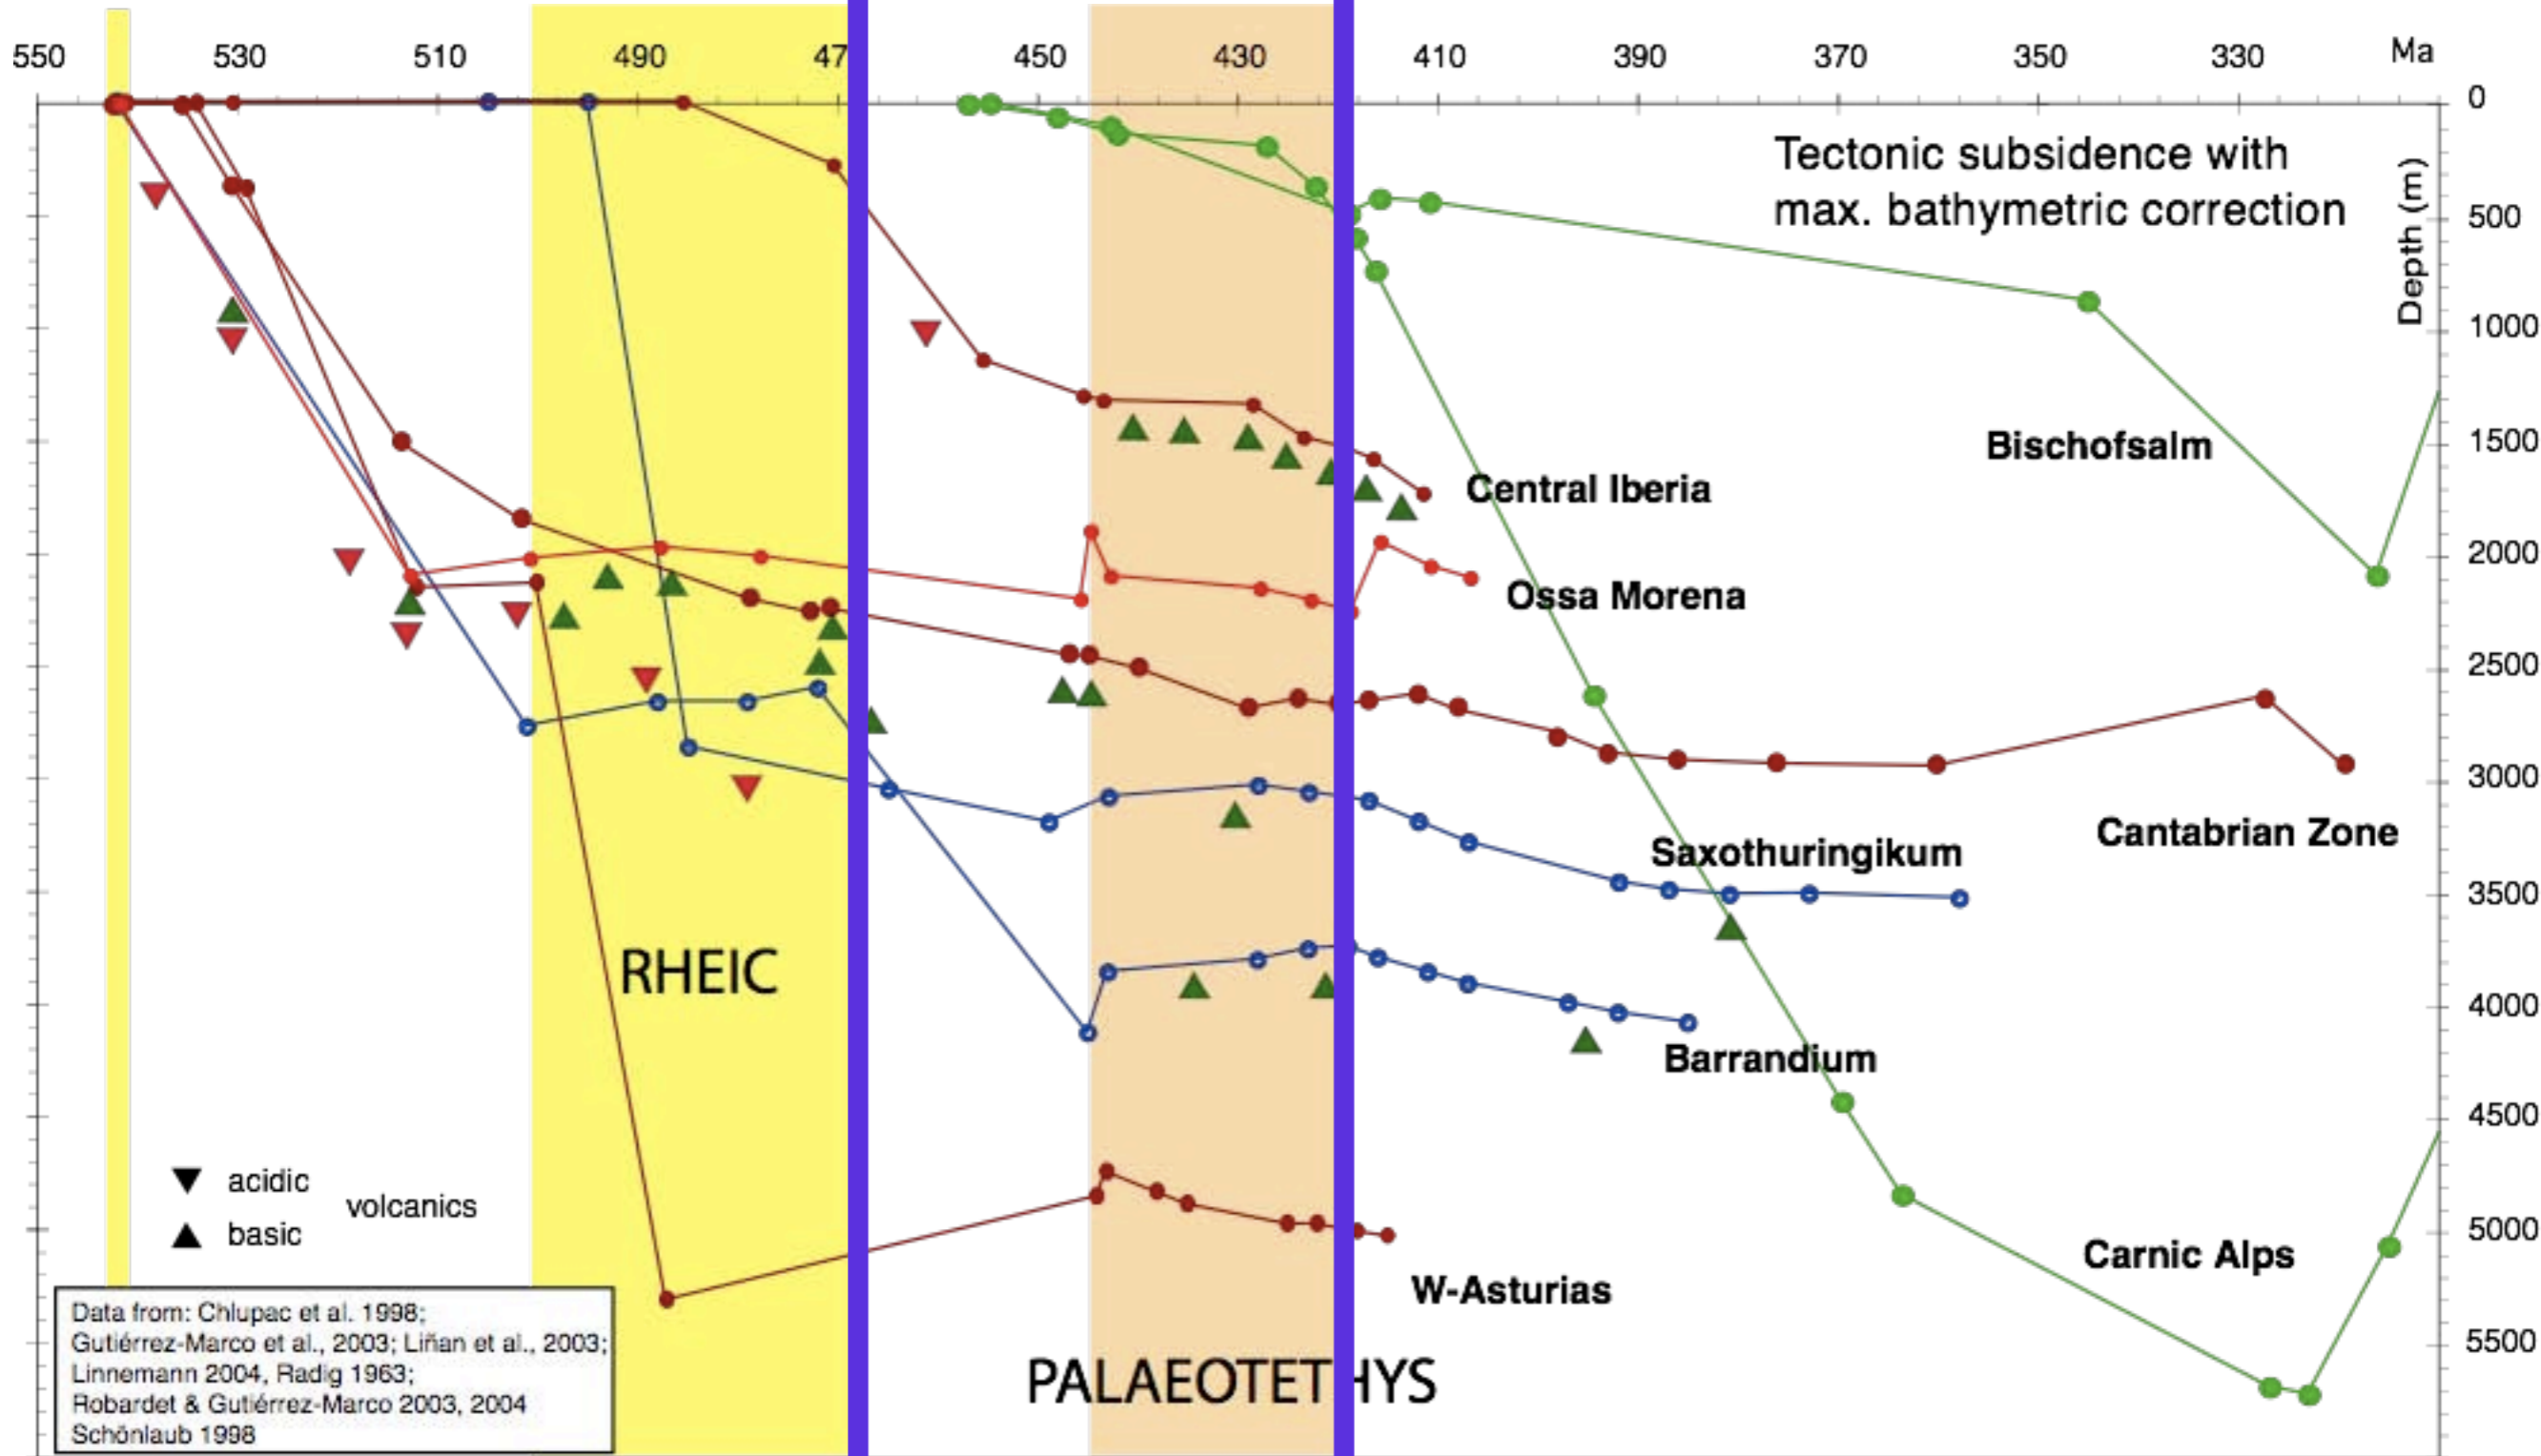 550 530 510 490 47 450 430 410 390 370 350 330 Ma
0
Tectonic subsidence with
max. bathymetric correction
Depth (m)
500
1000
1500
2000
2500
3000
3500
4000
4500
5000
5500
Bischofsalm
Central Iberia
Ossa Morena
Cantabrian Zone
Saxothuringikum
RHEIC
Barrandium
acidic
volcanics
basic
Carnic Alps
W-Asturias
PALAEOTETHYS
Data from: Chlupac et al. 1998;
Gutiérrez-Marco et al., 2003; Liñan et al., 2003;
Linnemann 2004, Radig 1963;
Robardet & Gutiérrez-Marco 2003, 2004
Schönlaub 1998